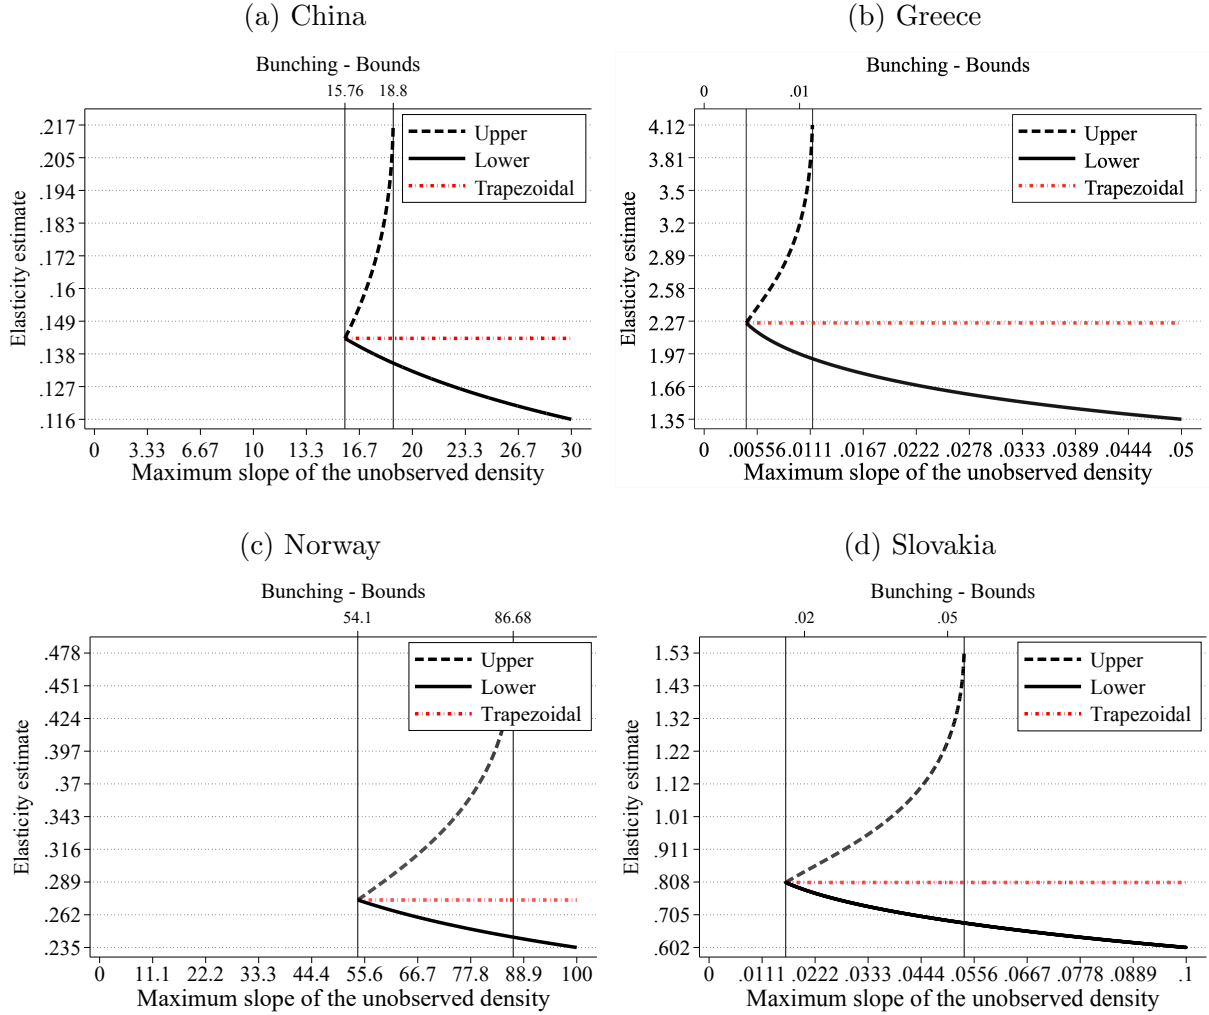 (a) China
Bunching - Bounds
15.76 18.8
.217
.205
.194
.183
.172
.16
.149
.138
.127
.116
Elasticity estimate
Upper
Lower
Trapezoidal
0 3.33 6.67 10 13.3 16.7 20 23.3 26.7 30
Maximum slope of the unobserved density
(b) Greece
Bunching - Bounds
0 .01
4.12
3.81
3.5
3.2
2.89
2.58
2.27
1.97
1.66
1.35
Elasticity estimate
Upper
Lower
Trapezoidal
0 .00556 .0111 .0167 .0222 .0278 .0333 .0389 .0444 .05
Maximum slope of the unobserved density
(c) Norway
Bunching - Bounds
54.1 86.68
.478
.451
.424
.397
.37
.343
.316
.289
.262
.235
Elasticity estimate
Upper
Lower
Trapezoidal
0 11.1 22.2 33.3 44.4 55.6 66.7 77.8 88.9 100
Maximum slope of the unobserved density
(d) Slovakia
Bunching - Bounds
.02 .05
1.53
1.43
1.32
1.22
1.12
1.01
.911
.808
.705
.602
Elasticity estimate
Upper
Lower
Trapezoidal
0 .0111 .0222 .0333 .0444 .0556 .0667 .0778 .0889 .1
Maximum slope of the unobserved density